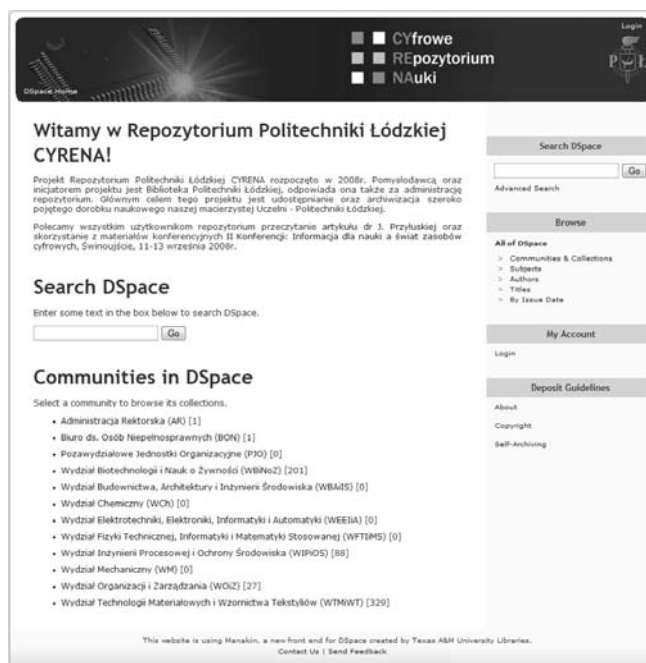 Login
CYfrowe
REpozytorium
NAuki
P Ł
DSpace Home
Witamy w Repozytorium Politechniki Łódzkiej
CYRENA!
Projekt Repozytorium Politechniki Łódzkiej CYRENA rozpoczęto w 2008r. Pomysłodawcą oraz
inicjatorem projektu jest Biblioteka Politechniki Łódzkiej, odpowiada ona także za administrację
repozytorium. Głównym celem tego projektu jest udostępnianie oraz archiwizacja szeroko
pojętego dorobku naukowego naszej macierzystej Uczelni - Politechniki Łódzkiej.
Polecamy wszystkim użytkownikom repozytorium przeczytanie artykułu dr J. Przyłuskiej oraz
skorzystanie z materiałów konferencyjnych II Konferencji: Informacja dla nauki a świat zasobów
cyfrowych, Świnoujście, 11-13 września 2008r.
Search DSpace
Enter some text in the box below to search DSpace.
Go
Communities in DSpace
Select a community to browse its collections.
• Administracja Rektorska (AR) [1]
• Biuro ds. Osób Niepełnosprawnych (BON) [1]
• Pozawydziałowe Jednostki Organizacyjne (PJO) [0]
• Wydział Biotechnologii i Nauk o Żywności (WBiNoŻ) [201]
• Wydział Budownictwa, Architektury i Inżynierii Środowiska (WBAiIŚ) [0]
• Wydział Chemiczny (WCh) [0]
• Wydział Elektrotechniki, Elektroniki, Informatyki i Automatyki (WEEIiA) [0]
• Wydział Fizyki Technicznej, Informatyki i Matematyki Stosowanej (WFTIiMS) [0]
• Wydział Inżynierii Procesowej i Ochrony Środowiska (WIPiOŚ) [88]
• Wydział Mechaniczny (WM) [0]
• Wydział Organizacji i Zarządzania (WOiZ) [27]
• Wydział Technologii Materiałowych i Wzornictwa Tekstyliów (WTMiWT) [329]
Search DSpace
Go
Advanced Search
Browse
All of DSpace
> Communities & Collections
> Subjects
> Authors
> Titles
> By Issue Date
My Account
Login
Deposit Guidelines
About
Copyright
Self-Archiving
This website is using Manakin, a new front end for DSpace created by Texas A&M University Libraries.
Contact Us | Send Feedback